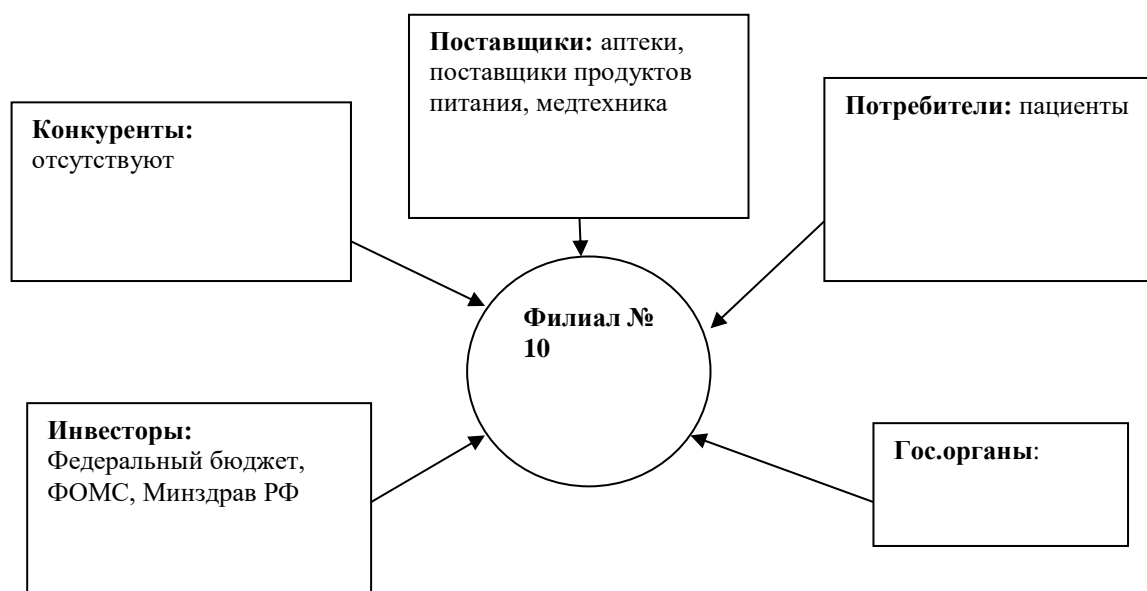 Поставщики: аптеки,
поставщики продуктов
питания, медтехника
Конкуренты:
отсутствуют
Потребители: пациенты
Филиал №
10
Инвесторы:
Федеральный бюджет,
ФОМС, Минздрав РФ
Гос.органы: